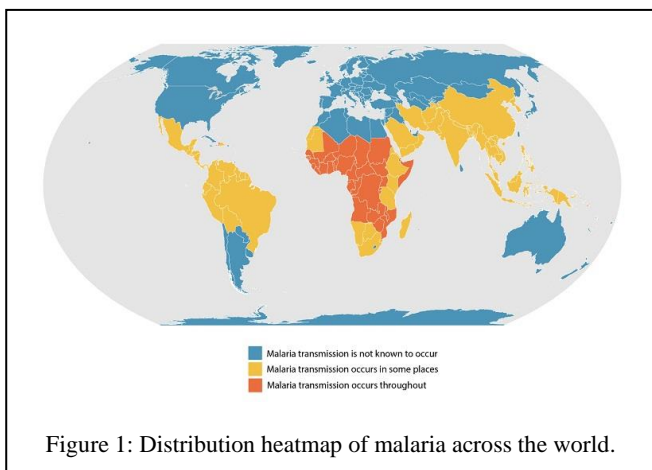 Malaria transmission is not known to occur
Malaria transmission occurs in some places
Malaria transmission occurs throughout
Figure 1: Distribution heatmap of malaria across the world.